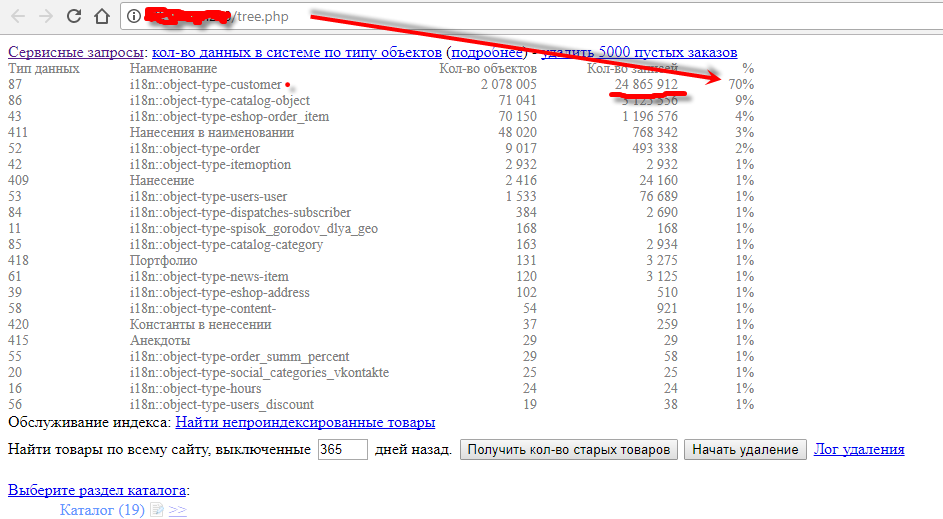 /tree.php
Сервисные запросы: кол-во данных в системе по типу объектов (подробнее) - удалить 5000 пустых заказов
Тип данных Наименование Кол-во объектов Кол-во записей %
87 i18n::object-type-customer 2 078 005 24 865 912 70%
86 i18n::object-type-catalog-object 71 041 3 125 556 9%
43 i18n::object-type-eshop-order_item 70 150 1 196 576 4%
411 Нанесения в наименовании 48 020 768 342 3%
52 i18n::object-type-order 9 017 493 338 2%
42 i18n::object-type-itemoption 2 932 2 932 1%
409 Нанесение 2 416 24 160 1%
53 i18n::object-type-users-user 1 533 76 689 1%
84 i18n::object-type-dispatches-subscriber 384 2 690 1%
11 i18n::object-type-spisok_gorodov_dlya_geo 168 168 1%
85 i18n::object-type-catalog-category 163 2 934 1%
418 Портфолио 131 3 275 1%
61 i18n::object-type-news-item 120 3 125 1%
39 i18n::object-type-eshop-address 102 510 1%
58 i18n::object-type-content- 54 921 1%
420 Константы в ненесении 37 259 1%
415 Анекдоты 29 29 1%
55 i18n::object-type-order_summ_percent 29 58 1%
20 i18n::object-type-social_categories_vkontakte 25 25 1%
16 i18n::object-type-hours 24 24 1%
56 i18n::object-type-users_discount 19 38 1%
Обслуживание индекса: Найти непроиндексированные товары
Найти товары по всему сайту, выключенные 365 дней назад. Получить кол-во старых товаров Начать удаление Лог удаления
Выберите раздел каталога:
Каталог (19) >>